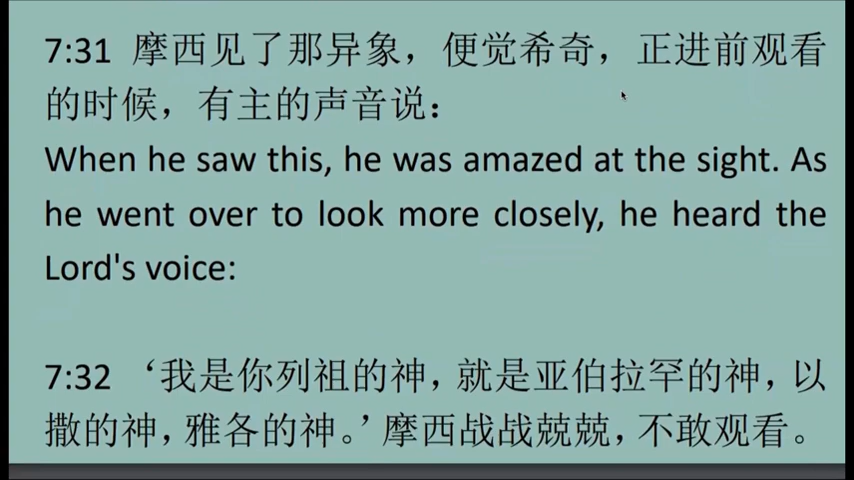 7:31 摩西见了那异象，便觉希奇，正进前观看
的时候，有主的声音说：
When he saw this, he was amazed at the sight. As
he went over to look more closely, he heard the
Lord's voice:
7:32 ‘我是你列祖的神，就是亚伯拉罕的神，以
撒的神，雅各的神。’摩西战战兢兢，不敢观看。